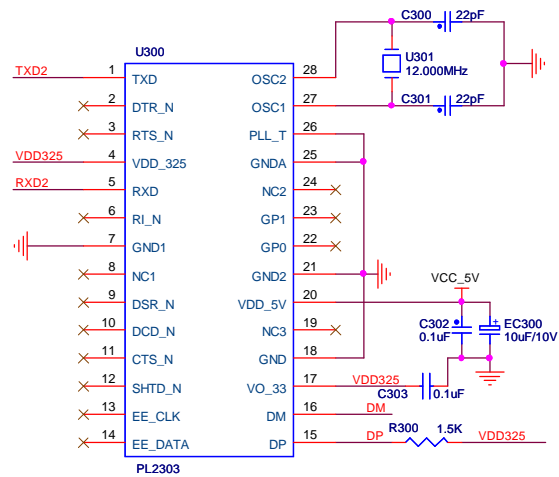 C300 22pF
U300
U301
12.000MHz
C301 22pF
TXD2 1 TXD OSC2 28
2 DTR_N OSC1 27
3 RTS_N PLL_T 26
VDD325 4 VDD_325 GNDA 25
RXD2 5 RXD NC2 24
6 RI_N GP1 23
7 GND1 GP0 22
8 NC1 GND2 21
VCC_5V
9 DSR_N VDD_5V 20
10 DCD_N NC3 19
C302
0.1uF
EC300
10uF/10V
11 CTS_N GND 18
12 SHTD_N VO_33 17 VDD325
C303 0.1uF
13 EE_CLK DM 16 DM
14 EE_DATA DP 15 DP R300 1.5K VDD325
PL2303